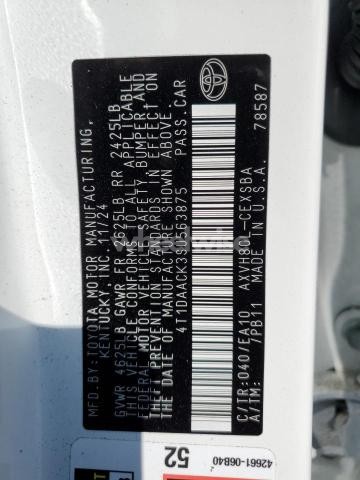 MFD. BY: TOYOTA MOTOR MANUFACTURING,
KENTUCKY, INC. 11/24
GVWR 4625LB GAWR FR 2625LB RR 2425LB
THIS VEHICLE CONFORMS TO ALL APPLICABLE
FEDERAL MOTOR VEHICLE SAFETY, BUMPER, AND
THEFT PREVENTION STANDARDS IN EFFECT ON
THE DATE OF MANUFACTURE SHOWN ABOVE.
4T1DAACK3SU563875 PASS.CAR
C/TR: 040/EA10 AXVH80L-CEXSBA
A/TM: /PB11 MADE IN U.S.A. 78587
42661-06B40
52